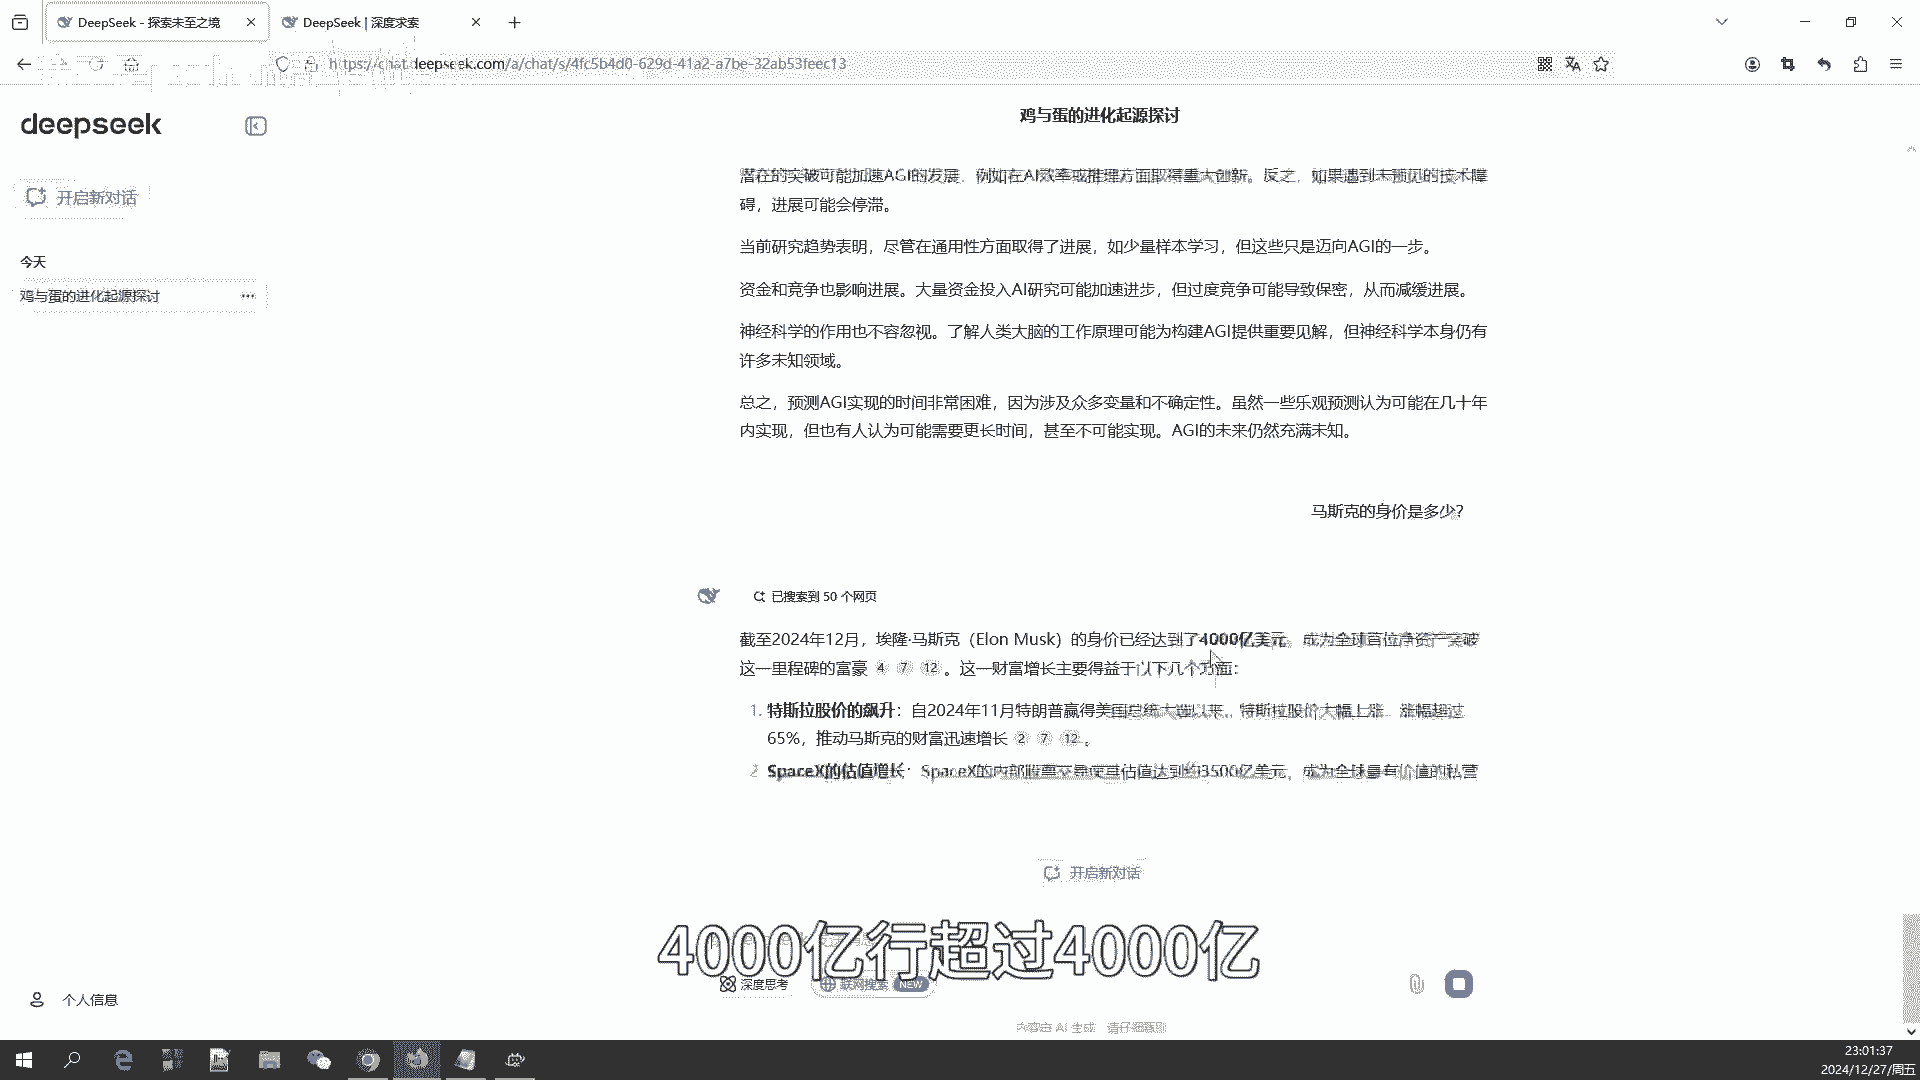 DeepSeek - 探索未至之境
DeepSeek | 深度求索
https://chat.deepseek.com/a/chat/s/4fc5b4d0-629d-41a2-a7be-32ab53feec13
deepseek
鸡与蛋的进化起源探讨
开启新对话
今天
鸡与蛋的进化起源探讨
潜在的突破可能加速AGI的发展，例如在AI效率或推理方面取得重大创新。反之，如果遇到未预见的技术障
碍，进展可能会停滞。
当前研究趋势表明，尽管在通用性方面取得了进展，如少量样本学习，但这些只是迈向AGI的一步。
资金和竞争也影响进展。大量资金投入AI研究可能加速进步，但过度竞争可能导致保密，从而减缓进展。
神经科学的作用也不容忽视。了解人类大脑的工作原理可能为构建AGI提供重要见解，但神经科学本身仍有
许多未知领域。
总之，预测AGI实现的时间非常困难，因为涉及众多变量和不确定性。虽然一些乐观预测认为可能在几十年
内实现，但也有人认为可能需要更长时间，甚至不可能实现。AGI的未来仍然充满未知。
马斯克的身价是多少？
已搜索到 50 个网页
截至2024年12月，埃隆·马斯克（Elon Musk）的身价已经达到了4000亿美元，成为全球首位净资产突破
这一里程碑的富豪 4 7 12 。这一财富增长主要得益于以下几个方面：
1. 特斯拉股价的飙升：自2024年11月特朗普赢得美国总统大选以来，特斯拉股价大幅上涨，涨幅超过
65%，推动马斯克的财富迅速增长 2 7 12 。
2. SpaceX的估值增长：SpaceX的内部股票交易使其估值达到约3500亿美元，成为全球最有价值的私营
开启新对话
4000亿行超过4000亿
深度思考
联网搜索 NEW
个人信息
内容由 AI 生成，请仔细甄别
23:01:37
2024/12/27/周五